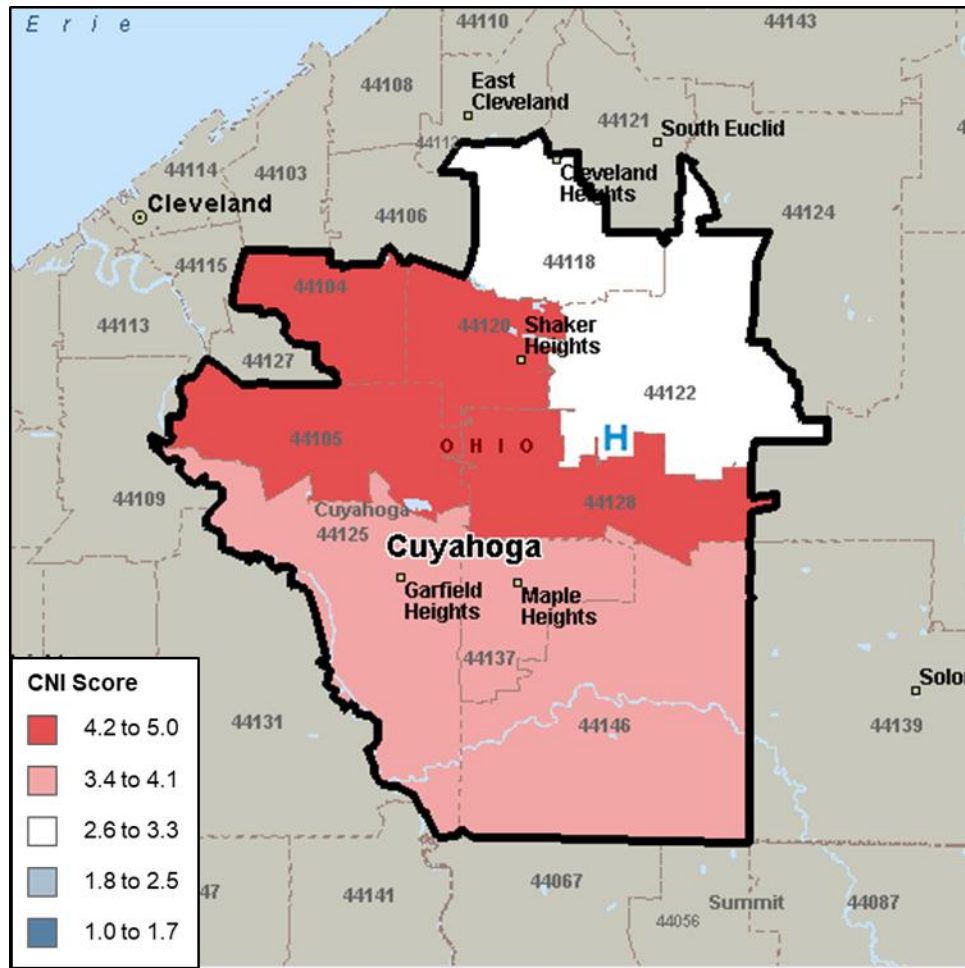 E r i e
44110
44143
44108
East
Cleveland
44121
South Euclid
44112
44114
44103
Cleveland
Heights
Cleveland
44106
44124
44118
44115
44104
44113
44120
Shaker
Heights
44127
44122
44105
O H I O
H
44109
44128
Cuyahoga
44125
Cuyahoga
Garfield
Heights
Maple
Heights
44137
CNI Score
4.2 to 5.0
3.4 to 4.1
2.6 to 3.3
1.8 to 2.5
1.0 to 1.7
44131
44146
Solon
44139
47
44141
44067
Summit
44056
44087